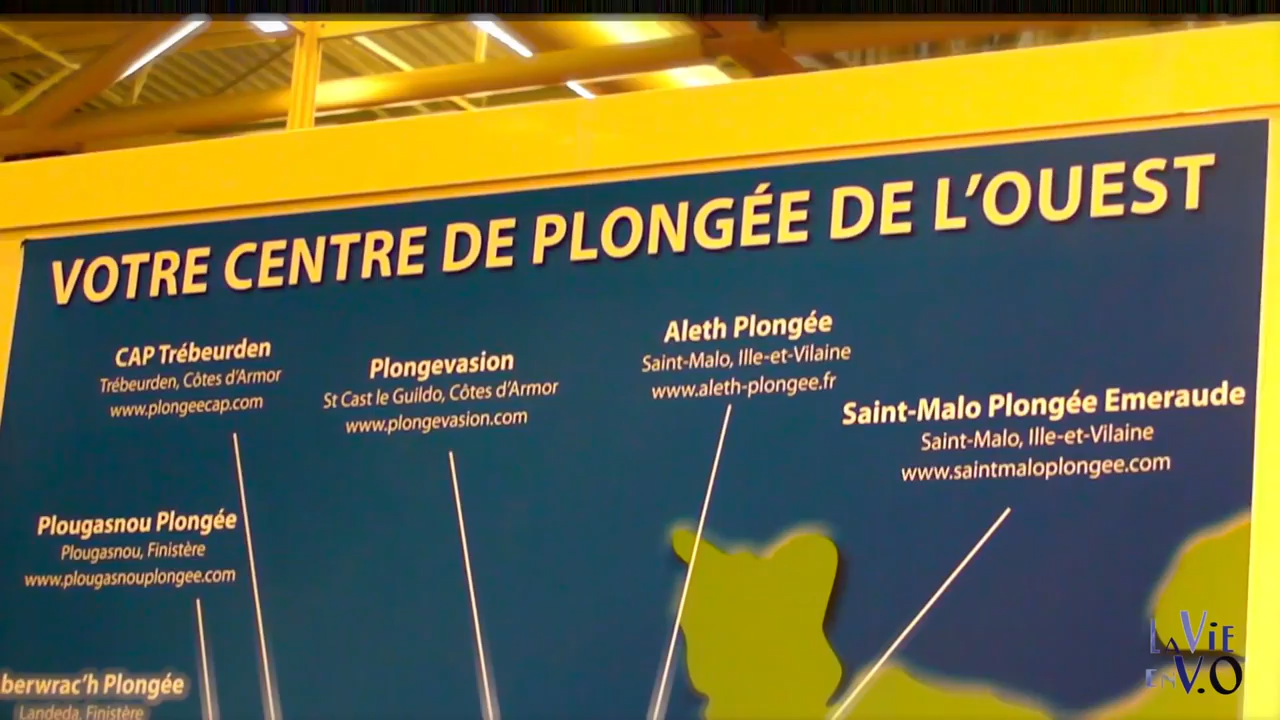 VOTRE CENTRE DE PLONGÉE DE L'OUEST
CAP Trébeurden
Trébeurden, Côtes d'Armor
www.plongeecap.com
Plongevasion
St Cast le Guildo, Côtes d'Armor
www.plongevasion.com
Aleth Plongée
Saint-Malo, Ille-et-Vilaine
www.aleth-plongee.fr
Saint-Malo Plongée Emeraude
Saint-Malo, Ille-et-Vilaine
www.saintmaloplongee.com
Plougasnou Plongée
Plougasnou, Finistère
www.plougasnouplongee.com
berwrac'h Plongée
Landeda, Finistère
LA ViE
EN V.O